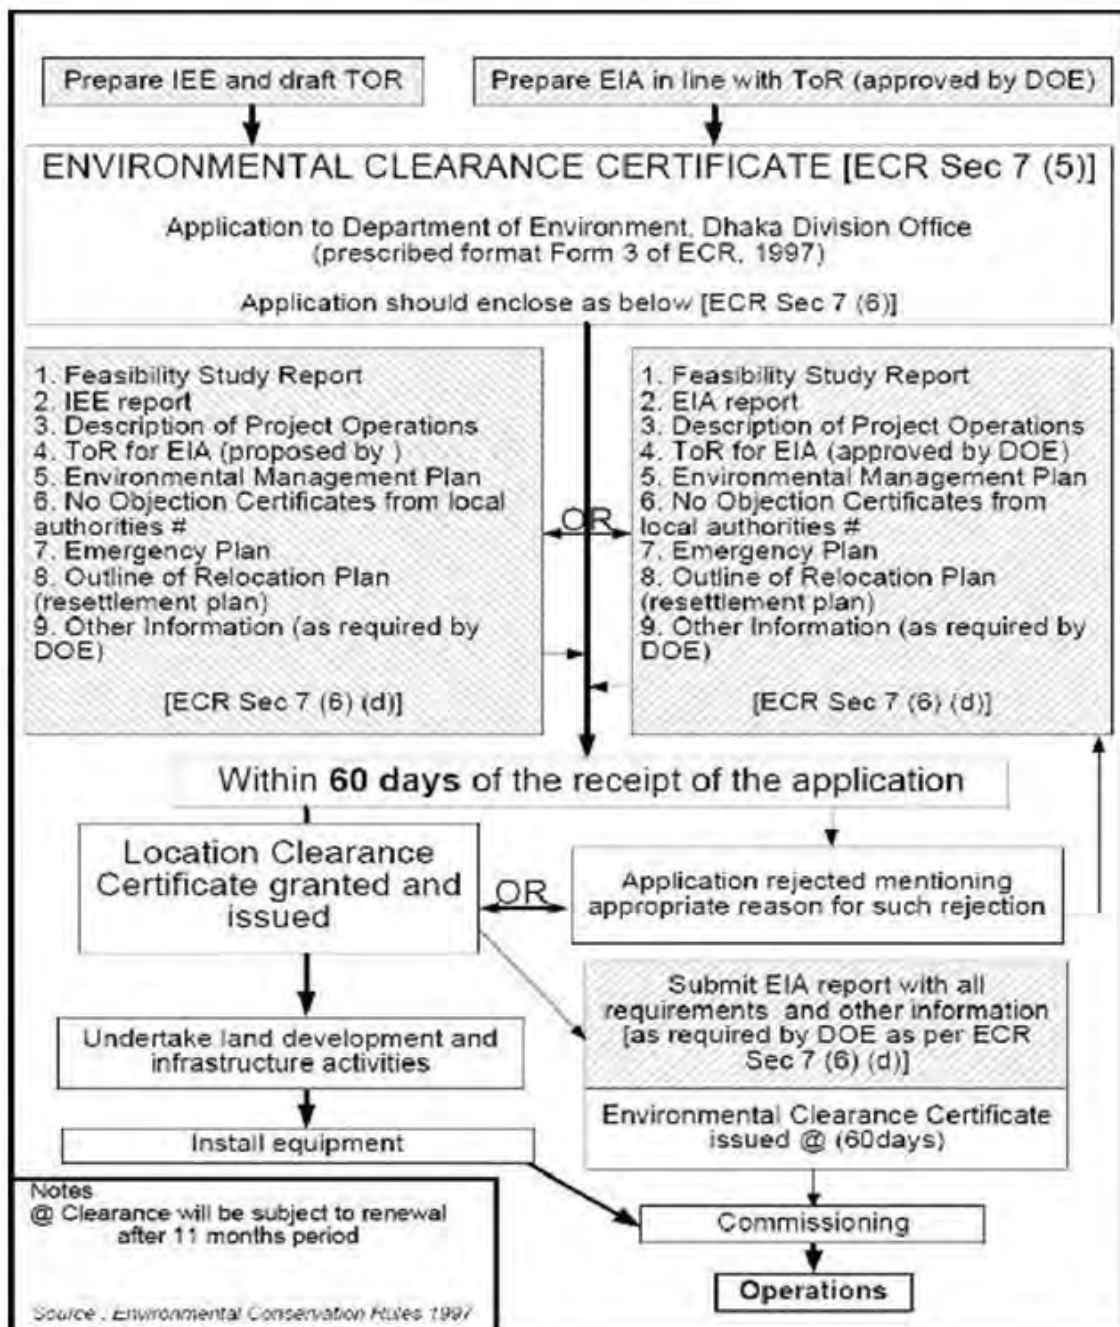 Prepare IEE and draft TOR
Prepare EIA in line with ToR (approved by DOE)
ENVIRONMENTAL CLEARANCE CERTIFICATE [ECR Sec 7 (5)]
Application to Department of Environment, Dhaka Division Office
(prescribed format Form 3 of ECR, 1997)
Application should enclose as below [ECR Sec 7 (6)]
1. Feasibility Study Report
2. IEE report
3. Description of Project Operations
4. ToR for EIA (proposed by )
5. Environmental Management Plan
6. No Objection Certificates from local
authorities #
7. Emergency Plan
8. Outline of Relocation Plan
(resettlement plan)
9. Other Information (as required by
DOE)
[ECR Sec 7 (6) (d)]
OR
1. Feasibility Study Report
2. EIA report
3. Description of Project Operations
4. ToR for EIA (approved by DOE)
5. Environmental Management Plan
6. No Objection Certificates from
local authorities #
7. Emergency Plan
8. Outline of Relocation Plan
(resettlement plan)
9. Other Information (as required by
DOE)
[ECR Sec 7 (6) (d)]
Within 60 days of the receipt of the application
Location Clearance
Certificate granted and
issued
OR
Application rejected mentioning
appropriate reason for such rejection
Submit EIA report with all
requirements and other information
[as required by DOE as per ECR
Sec 7 (6) (d)]
Undertake land development and
infrastructure activities
Environmental Clearance Certificate
issued @ (60days)
Install equipment
Commissioning
Operations
Notes
@ Clearance will be subject to renewal
after 11 months period
Source : Environmental Conservation Rules 1997